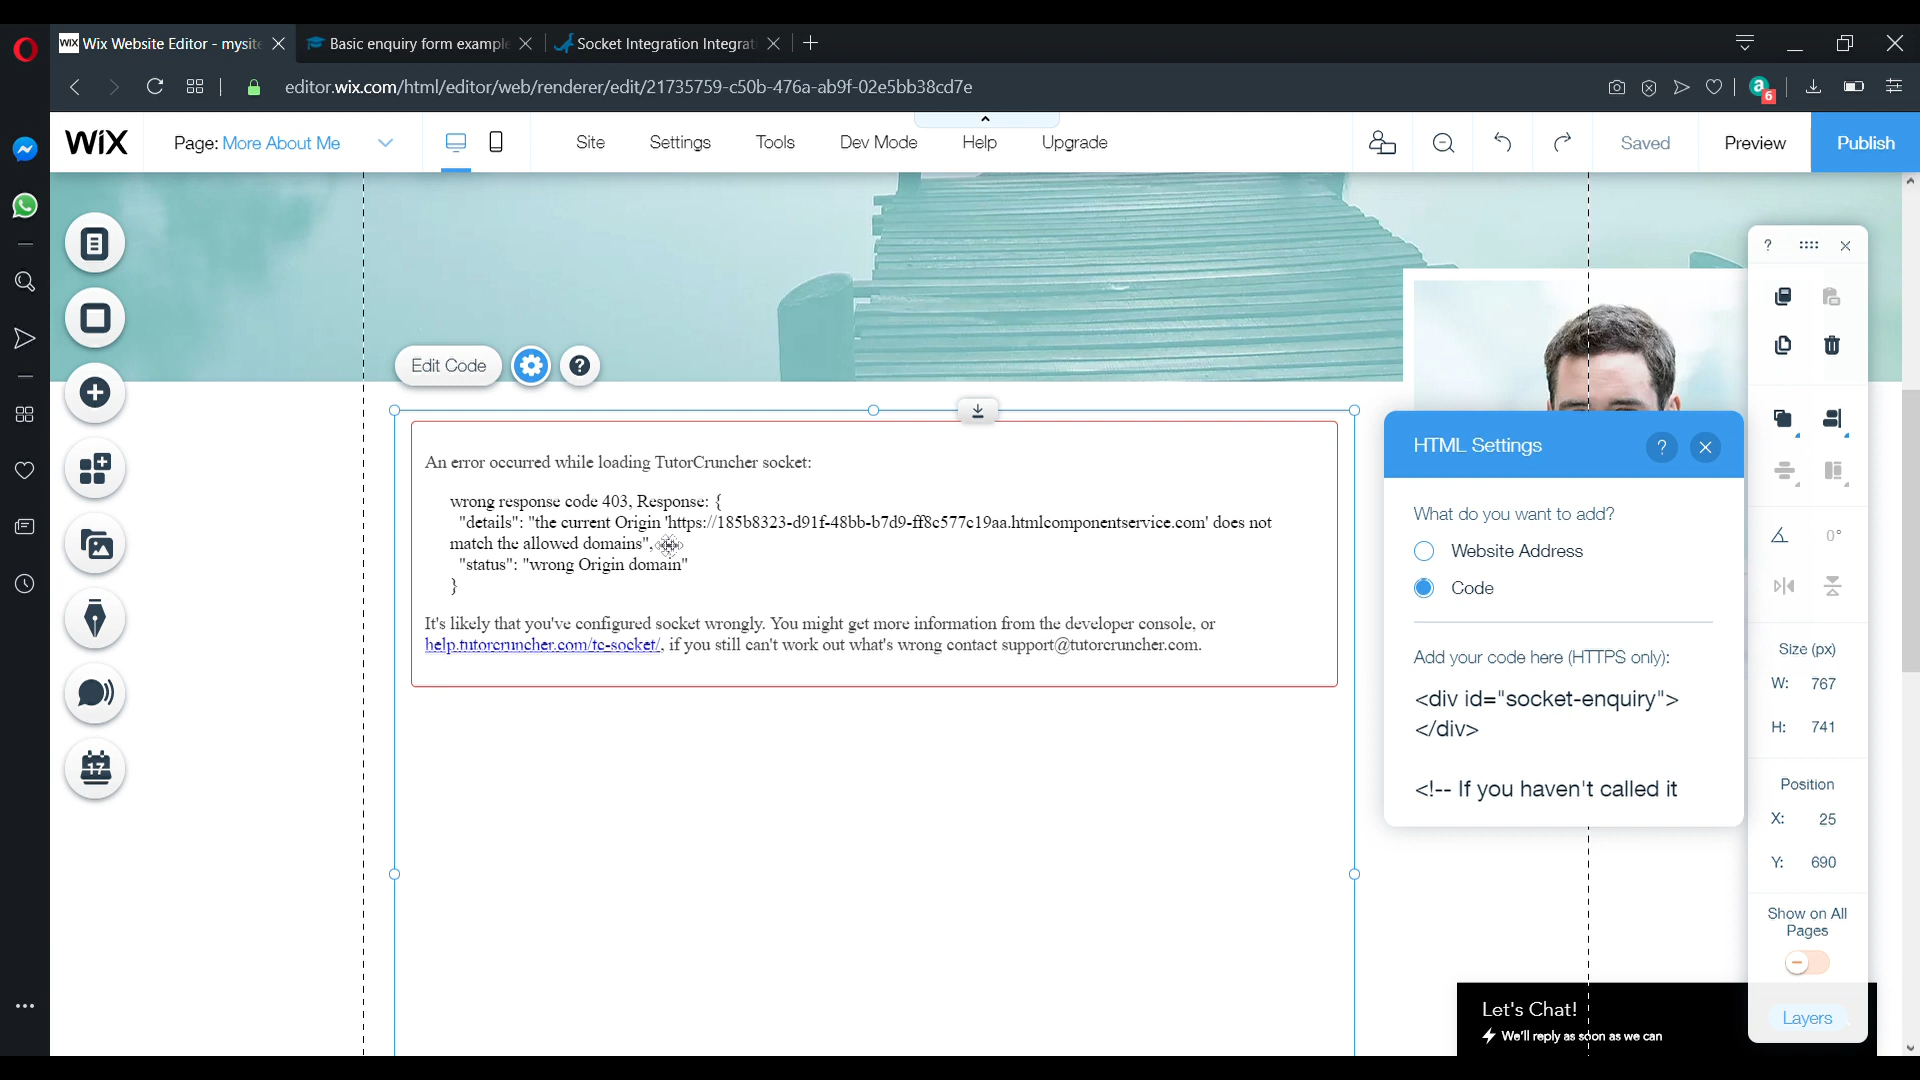 WiX Wix Website Editor - mysite
Basic enquiry form example
Socket Integration Integrat
editor.wix.com/html/editor/web/renderer/edit/21735759-c50b-476a-ab9f-02e5bb38cd7e
a
6
WiX
Page: More About Me
Site
Settings
Tools
Dev Mode
Help
Upgrade
Saved
Preview
Publish
?
Edit Code
?
An error occurred while loading TutorCruncher socket:
wrong response code 403, Response: {
"details": "the current Origin 'https://185b8323-d91f-48bb-b7d9-ff8c577c19aa.htmlcomponentservice.com' does not
match the allowed domains",
"status": "wrong Origin domain"
}
It's likely that you've configured socket wrongly. You might get more information from the developer console, or
help.tutorcruncher.com/tc-socket/, if you still can't work out what's wrong contact support@tutorcruncher.com.
HTML Settings
?
What do you want to add?
Website Address
Code
Add your code here (HTTPS only):
<div id="socket-enquiry">
</div>
<!-- If you haven't called it
0°
Size (px)
W: 767
H: 741
Position
X: 25
Y: 690
Show on All
Pages
Layers
17
Let's Chat!
We'll reply as soon as we can